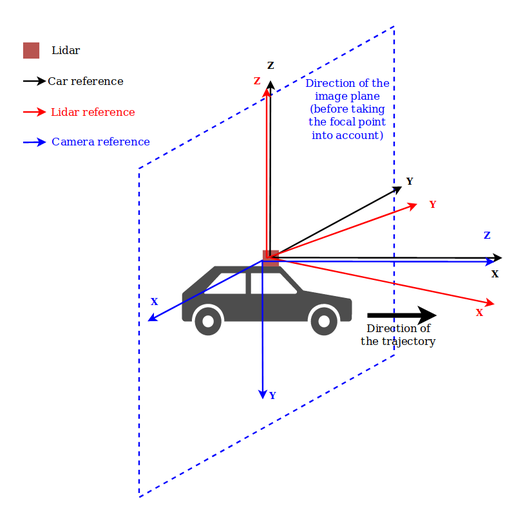 Lidar
Car reference
Lidar reference
Camera reference
Z
Z
Direction of the
image plane
(before taking
the focal point
into account)
Y
Y
Z
X
X
X
Direction of
the trajectory
Y